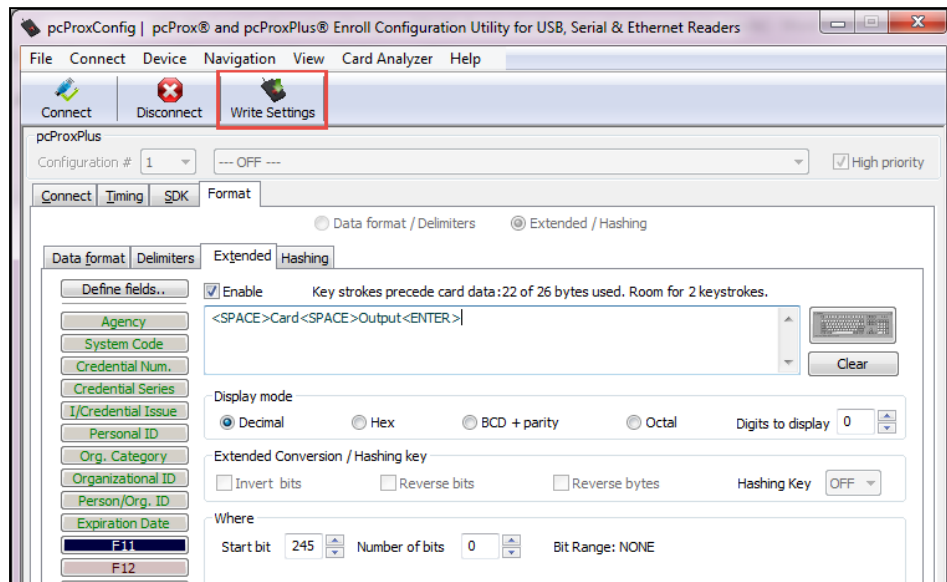 pcProxConfig | pcProx® and pcProxPlus® Enroll Configuration Utility for USB, Serial & Ethernet Readers
File Connect Device Navigation View Card Analyzer Help
Connect Disconnect Write Settings
pcProxPlus
Configuration # 1 --- OFF --- High priority
Connect Timing SDK Format
Data format / Delimiters Extended / Hashing
Data format Delimiters Extended Hashing
Define fields.. Enable Key strokes precede card data:22 of 26 bytes used. Room for 2 keystrokes.
<SPACE>Card<SPACE>Output<ENTER>
Agency
System Code
Credential Num.
Clear
Credential Series
Display mode
I/Credential Issue
Decimal Hex BCD + parity Octal Digits to display 0
Personal ID
Org. Category
Extended Conversion / Hashing key
Organizational ID
Invert bits Reverse bits Reverse bytes Hashing Key OFF
Person/Org. ID
Expiration Date
Where
F11
Start bit 245 Number of bits 0 Bit Range: NONE
F12